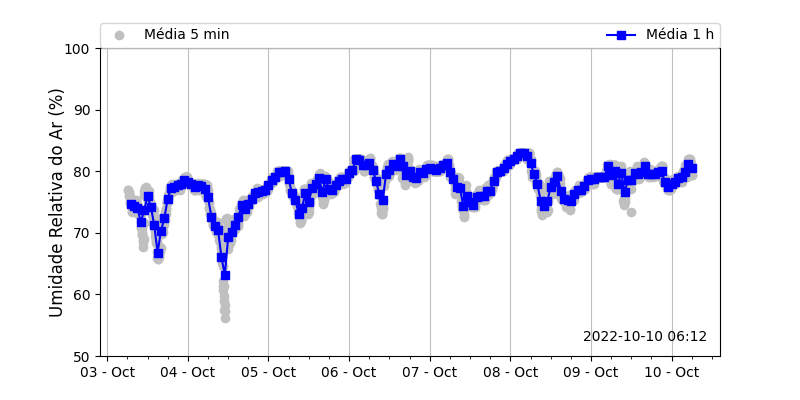 Média 5 min
Média 1 h
Umidade Relativa do Ar (%)
100
90
80
70
60
50
2022-10-10 06:12
03 - Oct
04 - Oct
05 - Oct
06 - Oct
07 - Oct
08 - Oct
09 - Oct
10 - Oct